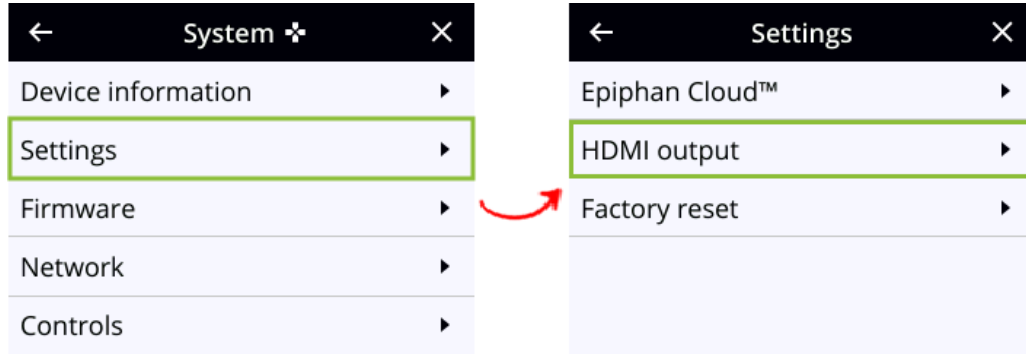 System
Device information
Settings
Firmware
Network
Controls
Settings
Epiphan Cloud™
HDMI output
Factory reset